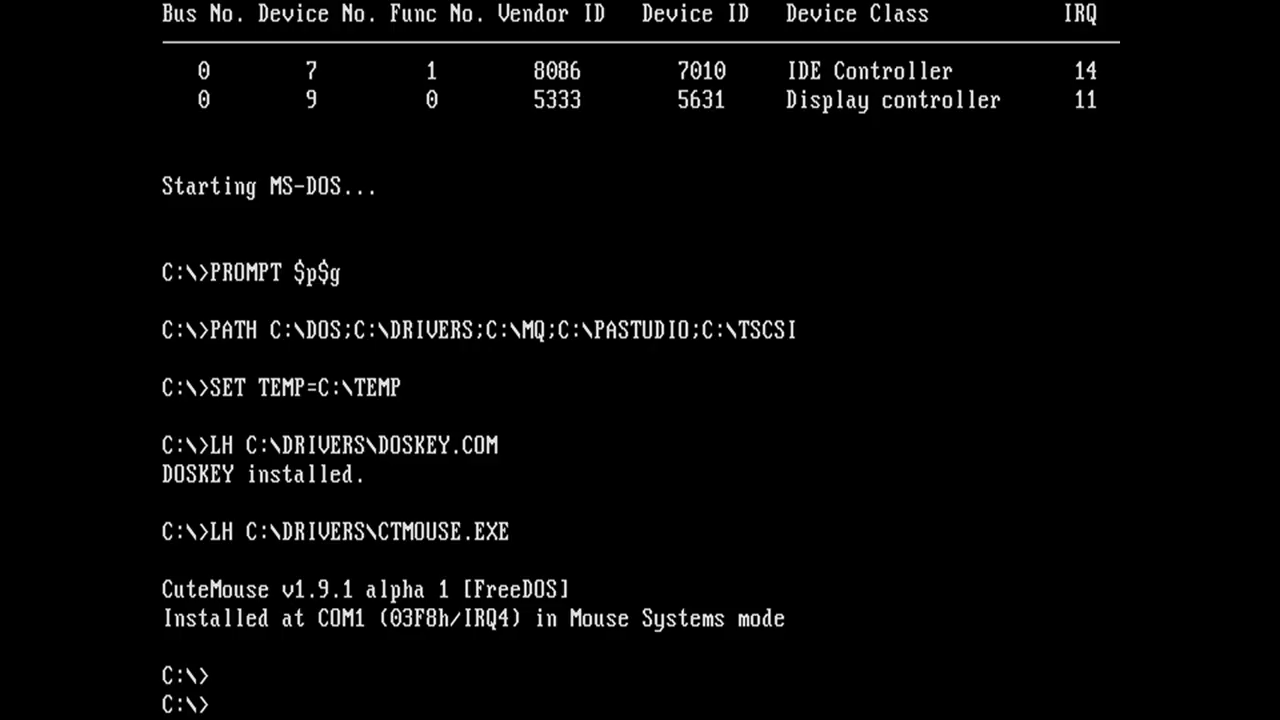 Bus No. Device No. Func No. Vendor ID Device ID Device Class IRQ
0 7 1 8086 7010 IDE Controller 14
0 9 0 5333 5631 Display controller 11
Starting MS-DOS...
C:\>PROMPT $p$g
C:\>PATH C:\DOS;C:\DRIVERS;C:\MQ;C:\PASTUDIO;C:\TSCSI
C:\>SET TEMP=C:\TEMP
C:\>LH C:\DRIVERS\DOSKEY.COM
DOSKEY installed.
C:\>LH C:\DRIVERS\CTMOUSE.EXE
CuteMouse v1.9.1 alpha 1 [FreeDOS]
Installed at COM1 (03F8h/IRQ4) in Mouse Systems mode
C:\>
C:\>